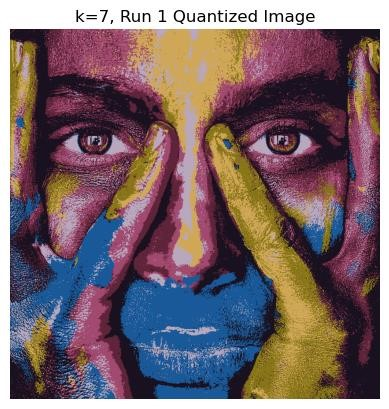 k=7, Run 1 Quantized Image